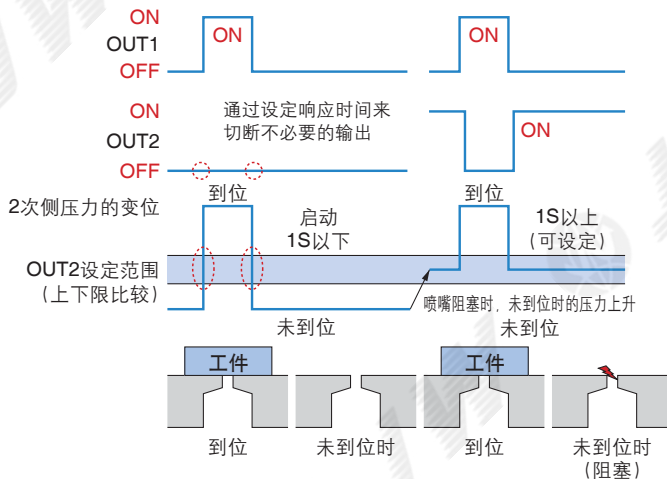 ON
OUT1
OFF
ON
ON
ON
OUT2
OFF
通过设定响应时间来
切断不必要的输出
ON
到位
到位
2次侧压力的变位
启动
1S以下
1S以上
(可设定)
OUT2设定范围
(上下限比较)
喷嘴阻塞时，未到位时的压力上升
未到位
未到位
工件
工件
到位
未到位时
到位
未到位时
(阻塞)